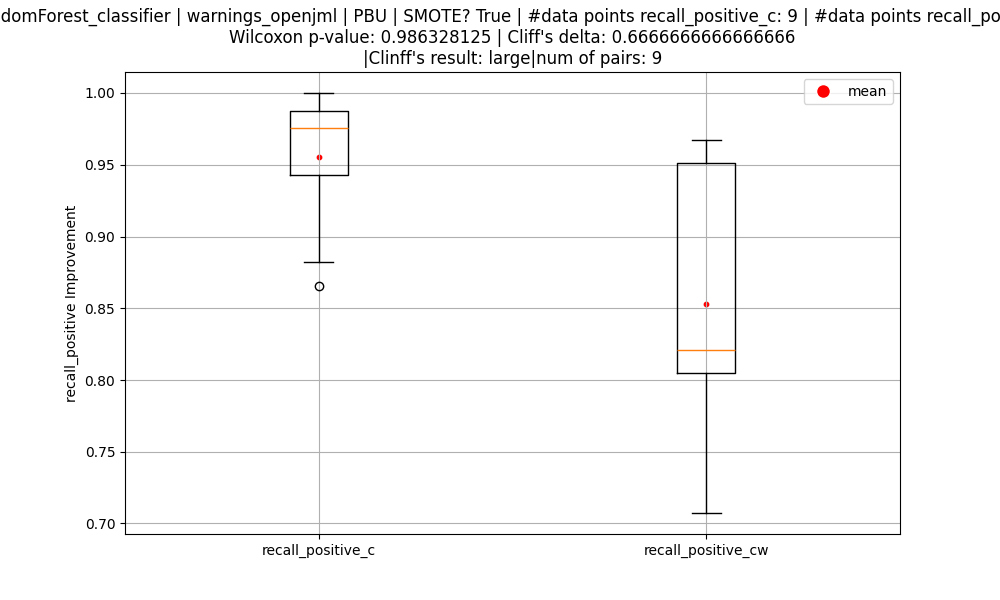 domForest_classifier | warnings_openjml | PBU | SMOTE? True | #data points recall_positive_c: 9 | #data points recall_po
Wilcoxon p-value: 0.986328125 | Cliff's delta: 0.6666666666666666
|Clinff's result: large|num of pairs: 9
mean
1.00
0.95
0.90
0.85
0.80
0.75
0.70
recall_positive Improvement
recall_positive_c
recall_positive_cw